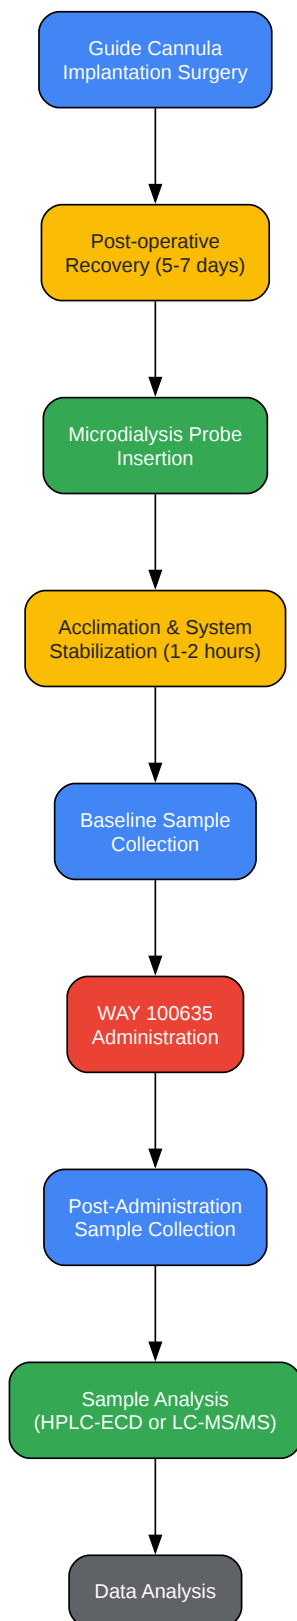 Guide Cannula
Implantation Surgery
Post-operative
Recovery (5-7 days)
Microdialysis Probe
Insertion
Acclimation & System
Stabilization (1-2 hours)
Baseline Sample
Collection
WAY 100635
Administration
Post-Administration
Sample Collection
Sample Analysis
(HPLC-ECD or LC-MS/MS)
Data Analysis